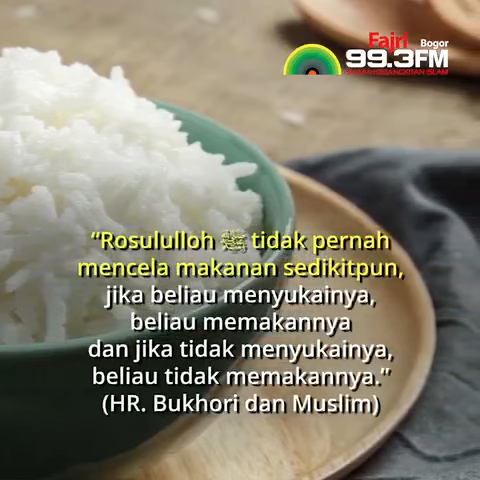 Fajri Bogor
99.3FM
“Rosululloh ﷺ tidak pernah
mencela makanan sedikitpun,
jika beliau menyukainya,
beliau memakannya
dan jika tidak menyukainya,
beliau tidak memakannya.”
(HR. Bukhori dan Muslim)